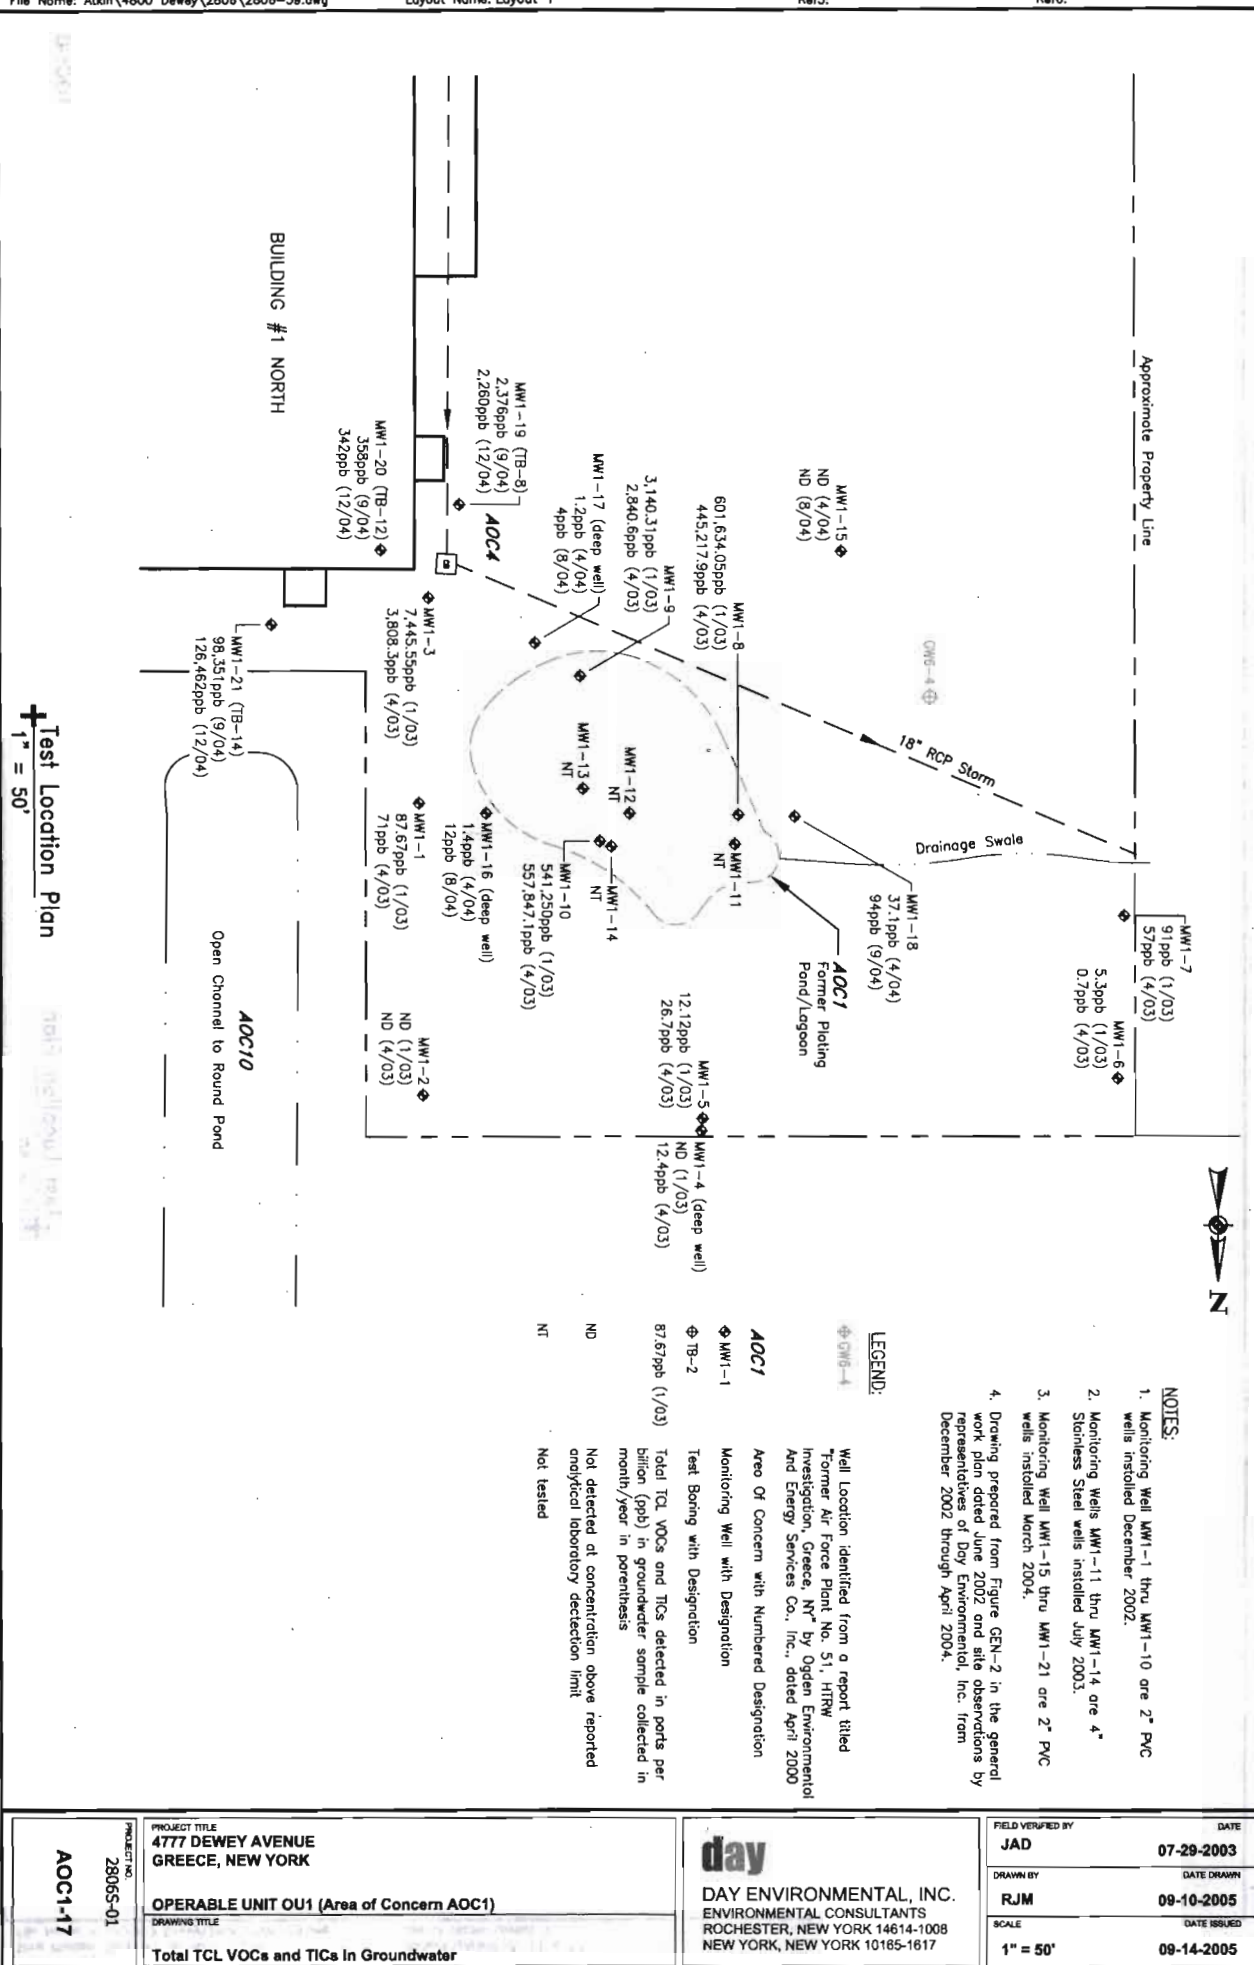 File Name: Atkin\4800 Dewey\2806\2806-59.dwg
Layout Name: Layout 1
Ref5:
Ref6:
Approximate Property Line
MW1-15
ND (4/04)
ND (8/04)
GW6-4
18" RCP Storm
Drainage Swale
MW1-7
91ppb (1/03)
57ppb (4/03)
MW1-6
5.3ppb (1/03)
0.7ppb (4/03)
MW1-18
37.1ppb (4/04)
94ppb (9/04)
AOC1
Former Plating
Pond/Lagoon
MW1-8
601,634.05ppb (1/03)
445,217.9ppb (4/03)
MW1-11
NT
MW1-9
3,140.31ppb (1/03)
2,840.6ppb (4/03)
MW1-12
NT
MW1-13
NT
MW1-14
NT
MW1-10
541,250ppb (1/03)
557,847.1ppb (4/03)
MW1-17 (deep well)
1.2ppb (4/04)
4ppb (8/04)
MW1-5
12.12ppb (1/03)
26.7ppb (4/03)
MW1-4 (deep well)
ND (1/03)
12.4ppb (4/03)
MW1-19 (TB-8)
2,376ppb (9/04)
2,260ppb (12/04)
AOC4
MW1-16 (deep well)
1.4ppb (4/04)
12ppb (8/04)
MW1-3
7,445.55ppb (1/03)
3,808.3ppb (4/03)
MW1-1
87.67ppb (1/03)
71ppb (4/03)
MW1-2
ND (1/03)
ND (4/03)
MW1-20 (TB-12)
358ppb (9/04)
342ppb (12/04)
BUILDING #1 NORTH
MW1-21 (TB-14)
98,351ppb (9/04)
126,462ppb (12/04)
AOC10
Open Channel to Round Pond
Test Location Plan
1" = 50'
N
NOTES:
1. Monitoring Well MW1-1 thru MW1-10 are 2" PVC
wells installed December 2002.
2. Monitoring Wells MW1-11 thru MW1-14 are 4"
Stainless Steel wells installed July 2003.
3. Monitoring Well MW1-15 thru MW1-21 are 2" PVC
wells installed March 2004.
4. Drawing prepared from Figure GEN-2 in the general
work plan dated June 2002 and site observations by
representatives of Day Environmental, Inc. from
December 2002 through April 2004.
LEGEND:
GW6-4 Well Location identified from a report titled
"Former Air Force Plant No. 51, HTRW
Investigation, Greece, NY" by Ogden Environmental
And Energy Services Co., Inc., dated April 2000
AOC1 Area Of Concern with Numbered Designation
MW1-1 Monitoring Well with Designation
TB-2 Test Boring with Designation
87.67ppb (1/03) Total TCL VOCs and TICs detected in parts per
billion (ppb) in groundwater sample collected in
month/year in parenthesis
ND Not detected at concentration above reported
analytical laboratory dectection limit
NT Not tested
PROJECT NO.
2806S-01
AOC1-17
PROJECT TITLE
4777 DEWEY AVENUE
GREECE, NEW YORK
OPERABLE UNIT OU1 (Area of Concern AOC1)
DRAWING TITLE
Total TCL VOCs and TICs In Groundwater
day
DAY ENVIRONMENTAL, INC.
ENVIRONMENTAL CONSULTANTS
ROCHESTER, NEW YORK 14614-1008
NEW YORK, NEW YORK 10165-1617
FIELD VERIFIED BY
JAD
DATE
07-29-2003
DRAWN BY
RJM
DATE DRAWN
09-10-2005
SCALE
1" = 50'
DATE ISSUED
09-14-2005